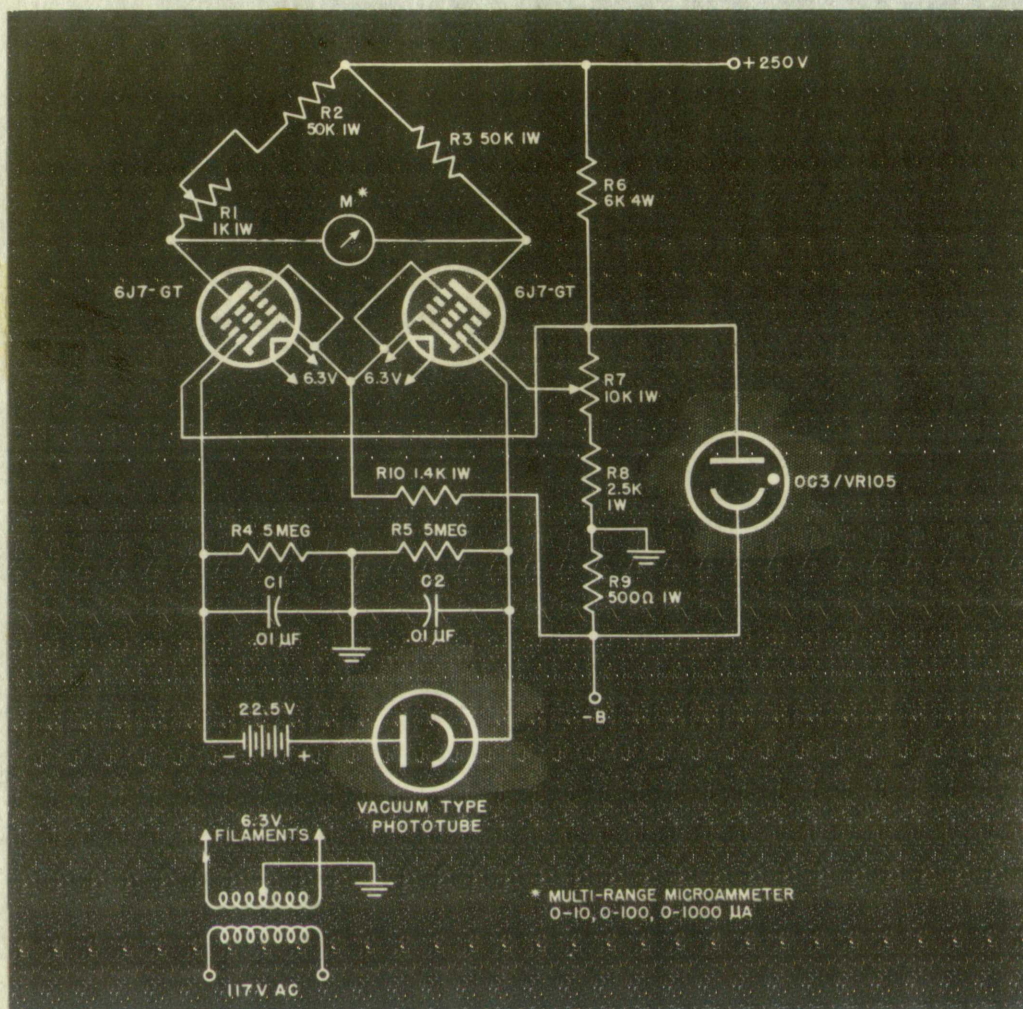 +250V
R2
50K 1W
R3 50K 1W
R6
6K 4W
M*
R1
1K 1W
6J7-GT
6J7-GT
6.3V
6.3V
R7
10K 1W
R10 1.4K 1W
R8
2.5K
1W
OC3/VR105
R4 5MEG
R5 5MEG
R9
500Ω 1W
C1
C2
.01 µF
.01 µF
22.5V
-B
- +
VACUUM TYPE
PHOTOTUBE
6.3V
FILAMENTS
* MULTI-RANGE MICROAMMETER
0-10, 0-100, 0-1000 µA
117V AC